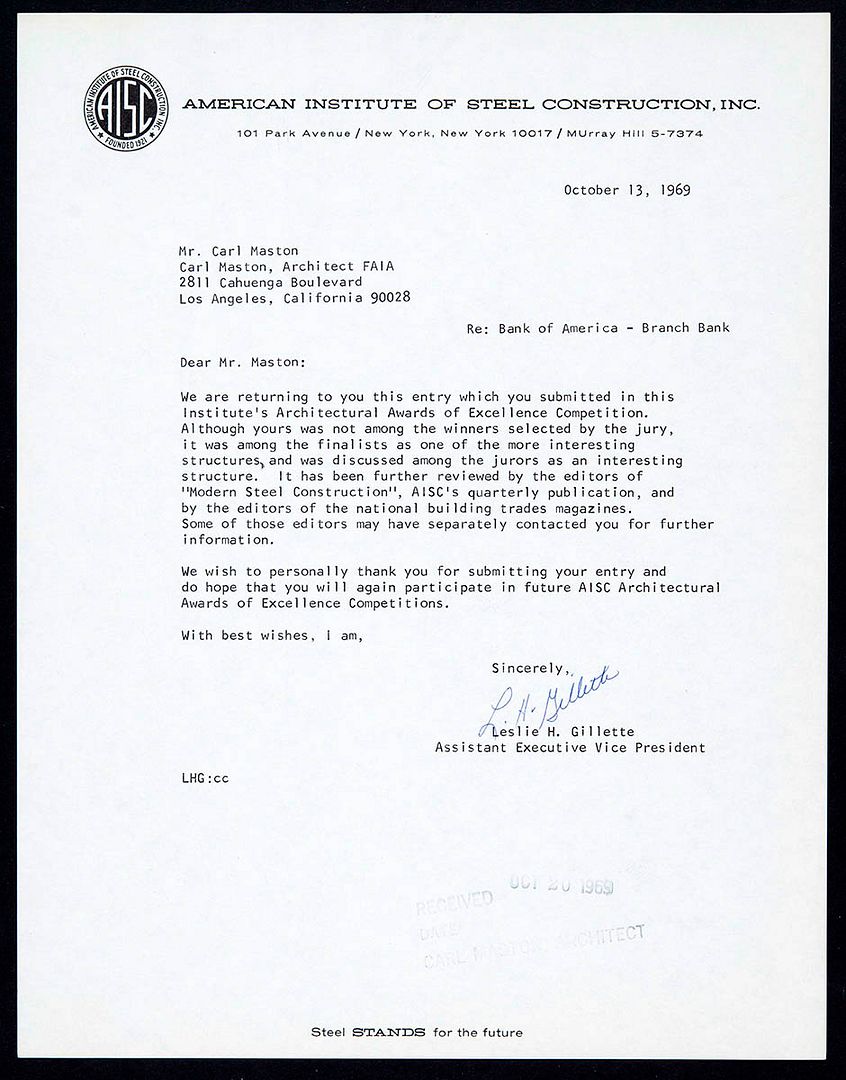 AMERICAN INSTITUTE OF STEEL CONSTRUCTION INC.
AISC
★ FOUNDED 1921 ★
AMERICAN INSTITUTE OF STEEL CONSTRUCTION, INC.
101 Park Avenue / New York, New York 10017 / MUrray Hill 5-7374
October 13, 1969
Mr. Carl Maston
Carl Maston, Architect FAIA
2811 Cahuenga Boulevard
Los Angeles, California 90028
Re: Bank of America - Branch Bank
Dear Mr. Maston:
We are returning to you this entry which you submitted in this
Institute's Architectural Awards of Excellence Competition.
Although yours was not among the winners selected by the jury,
it was among the finalists as one of the more interesting
structures, and was discussed among the jurors as an interesting
structure. It has been further reviewed by the editors of
"Modern Steel Construction", AISC's quarterly publication, and
by the editors of the national building trades magazines.
Some of those editors may have separately contacted you for further
information.
We wish to personally thank you for submitting your entry and
do hope that you will again participate in future AISC Architectural
Awards of Excellence Competitions.
With best wishes, I am,
Sincerely,
L. H. Gillette
Leslie H. Gillette
Assistant Executive Vice President
LHG:cc
RECEIVED OCT 20 1969
DATE
CARL MASTON ARCHITECT
Steel STANDS for the future